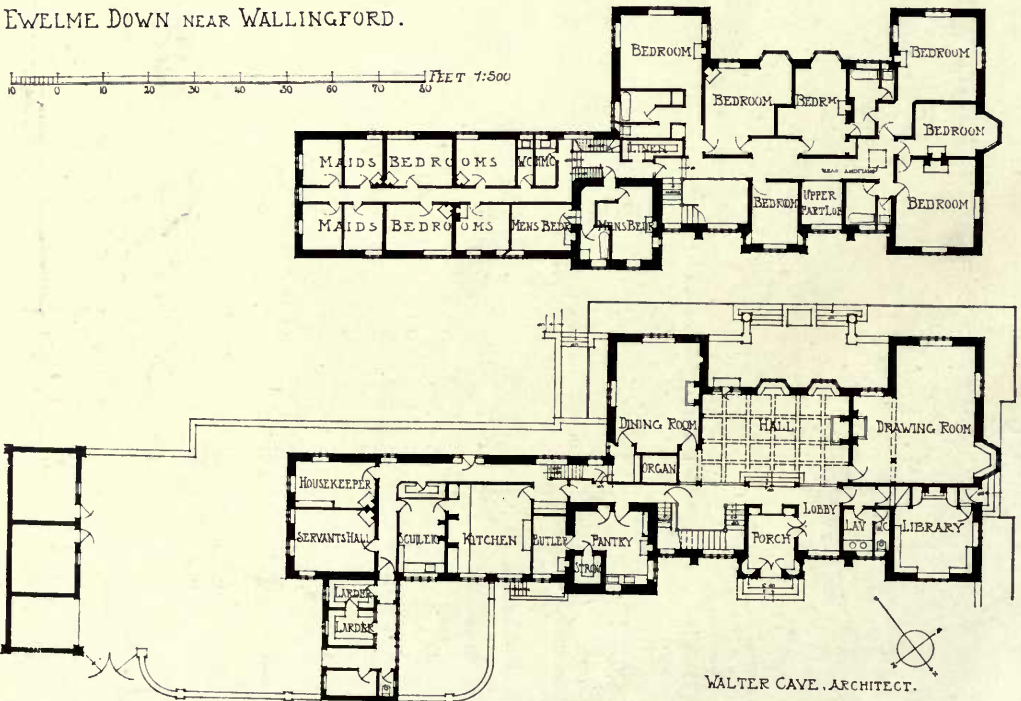 EWELME DOWN NEAR WALLINGFORD.
10 0 10 20 30 40 50 60 70 80 FEET 1:500
BEDROOM
BEDROOM
BEDROOM
BEDRM
BEDROOM
LINEN
MAIDS BEDROOMS
WC
HMC
BEDROOM
UPPER
PART LOB
BEDROOM
MAIDS BEDROOMS
MENS BEDR
MENS BEDR
DINING ROOM
HALL
DRAWING ROOM
ORGAN
HOUSEKEEPER
SERVANTS HALL
SCULLERY
KITCHEN
BUTLER
PANTRY
STRONG
PORCH
LOBBY
LAV
WC
LIBRARY
LARDER
LARDER
WALTER CAVE, ARCHITECT.